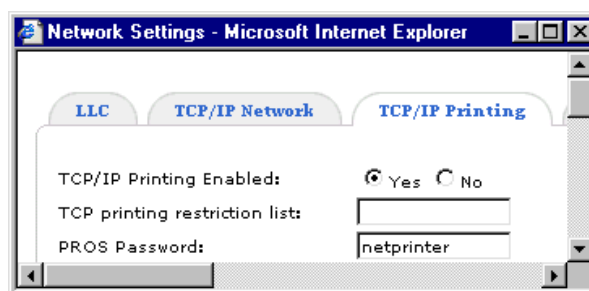 Network Settings - Microsoft Internet Explorer
LLC TCP/IP Network TCP/IP Printing
TCP/IP Printing Enabled: Yes No
TCP printing restriction list:
PROS Password: netprinter